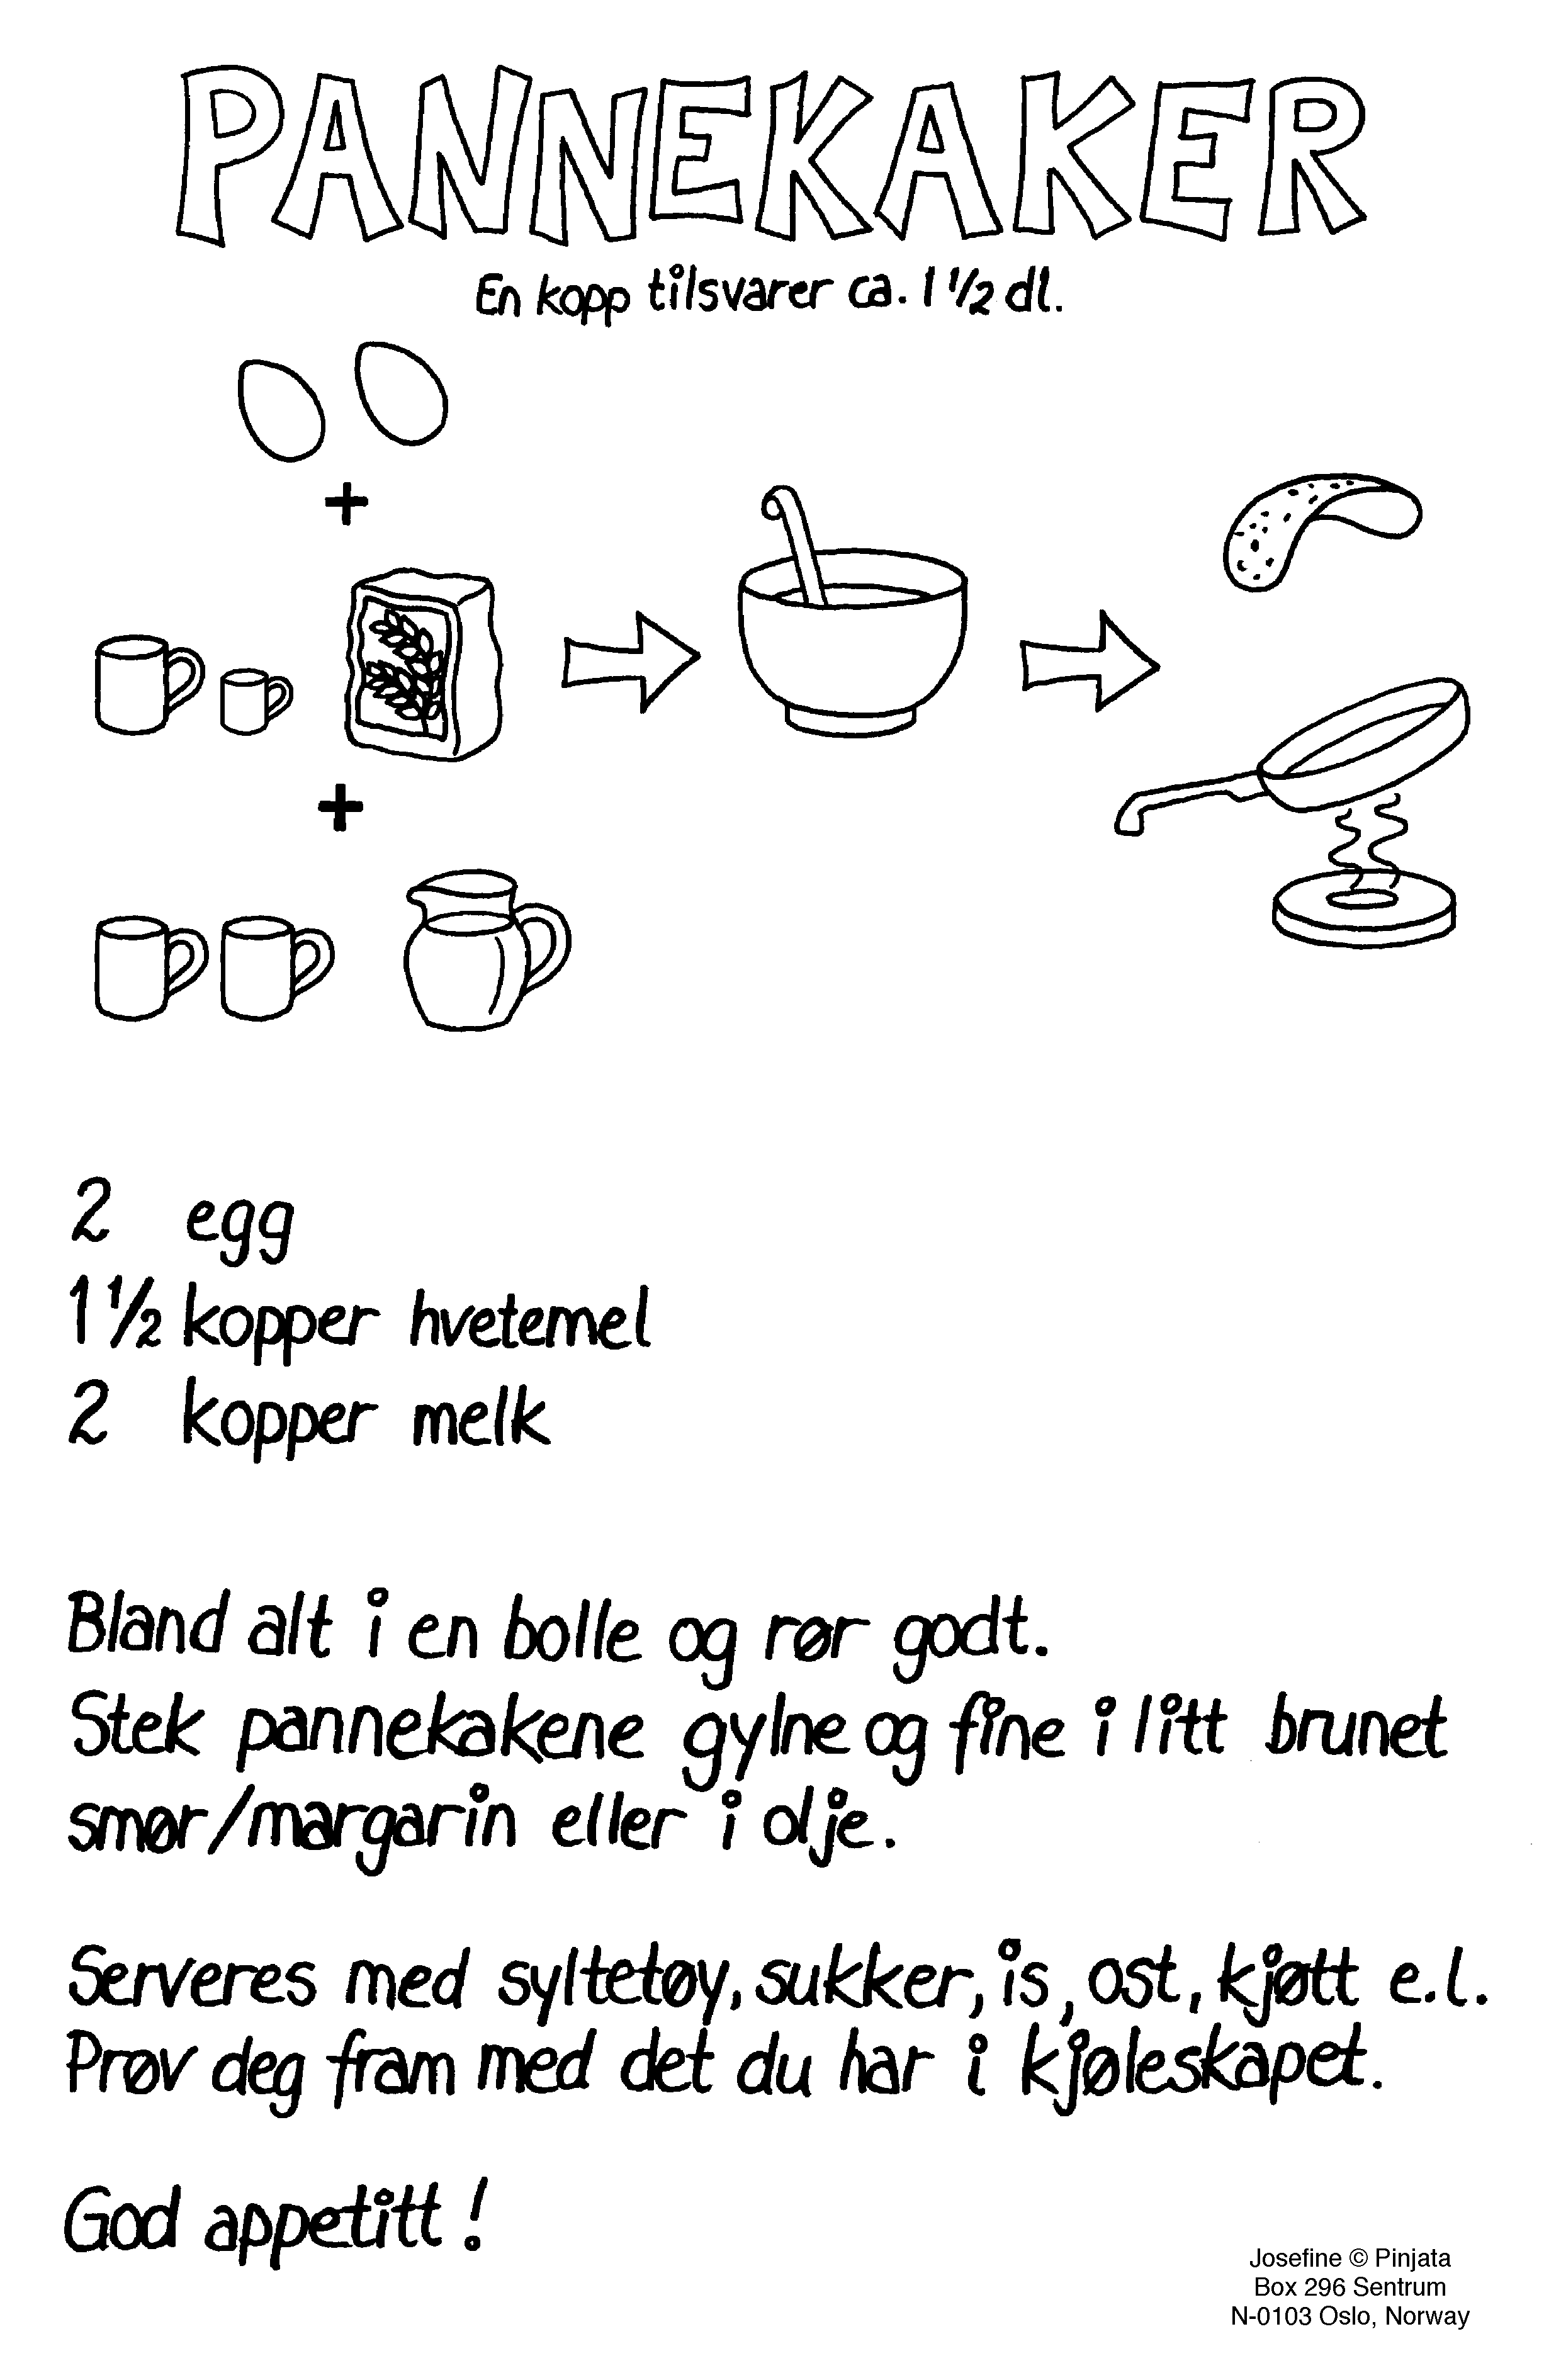 PANNEKAKER
En kopp tilsvarer ca. 1 1/2 dl.
2 egg
1 1/2 kopper hvetemel
2 kopper melk
Bland alt i en bolle og rør godt.
Stek pannekakene gylne og fine i litt brunet
smør/margarin eller i olje.
Serveres med syltetøy, sukker, is, ost, kjøtt e.l.
Prøv deg fram med det du har i kjøleskapet.
God appetitt!
Josefine © Pinjata
Box 296 Sentrum
N-0103 Oslo, Norway